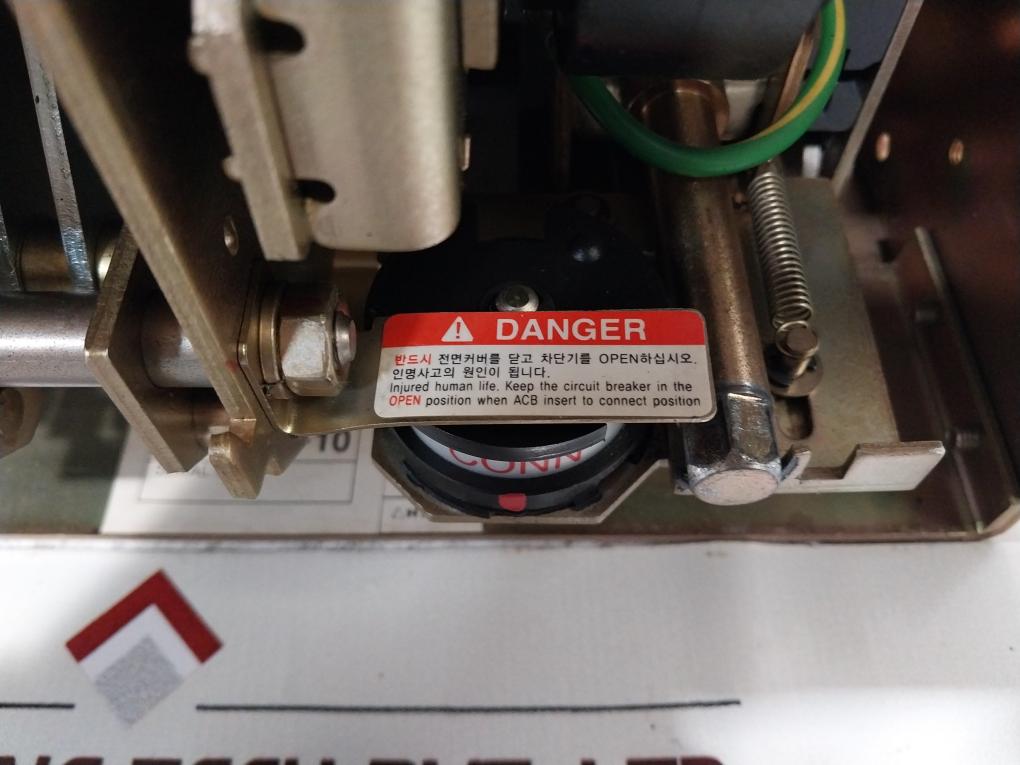 DANGER
반드시 전면커버를 닫고 차단기를 OPEN하십시오.
인명사고의 원인이 됩니다.
Injured human life. Keep the circuit breaker in the
OPEN position when ACB insert to connect position
CONN
10